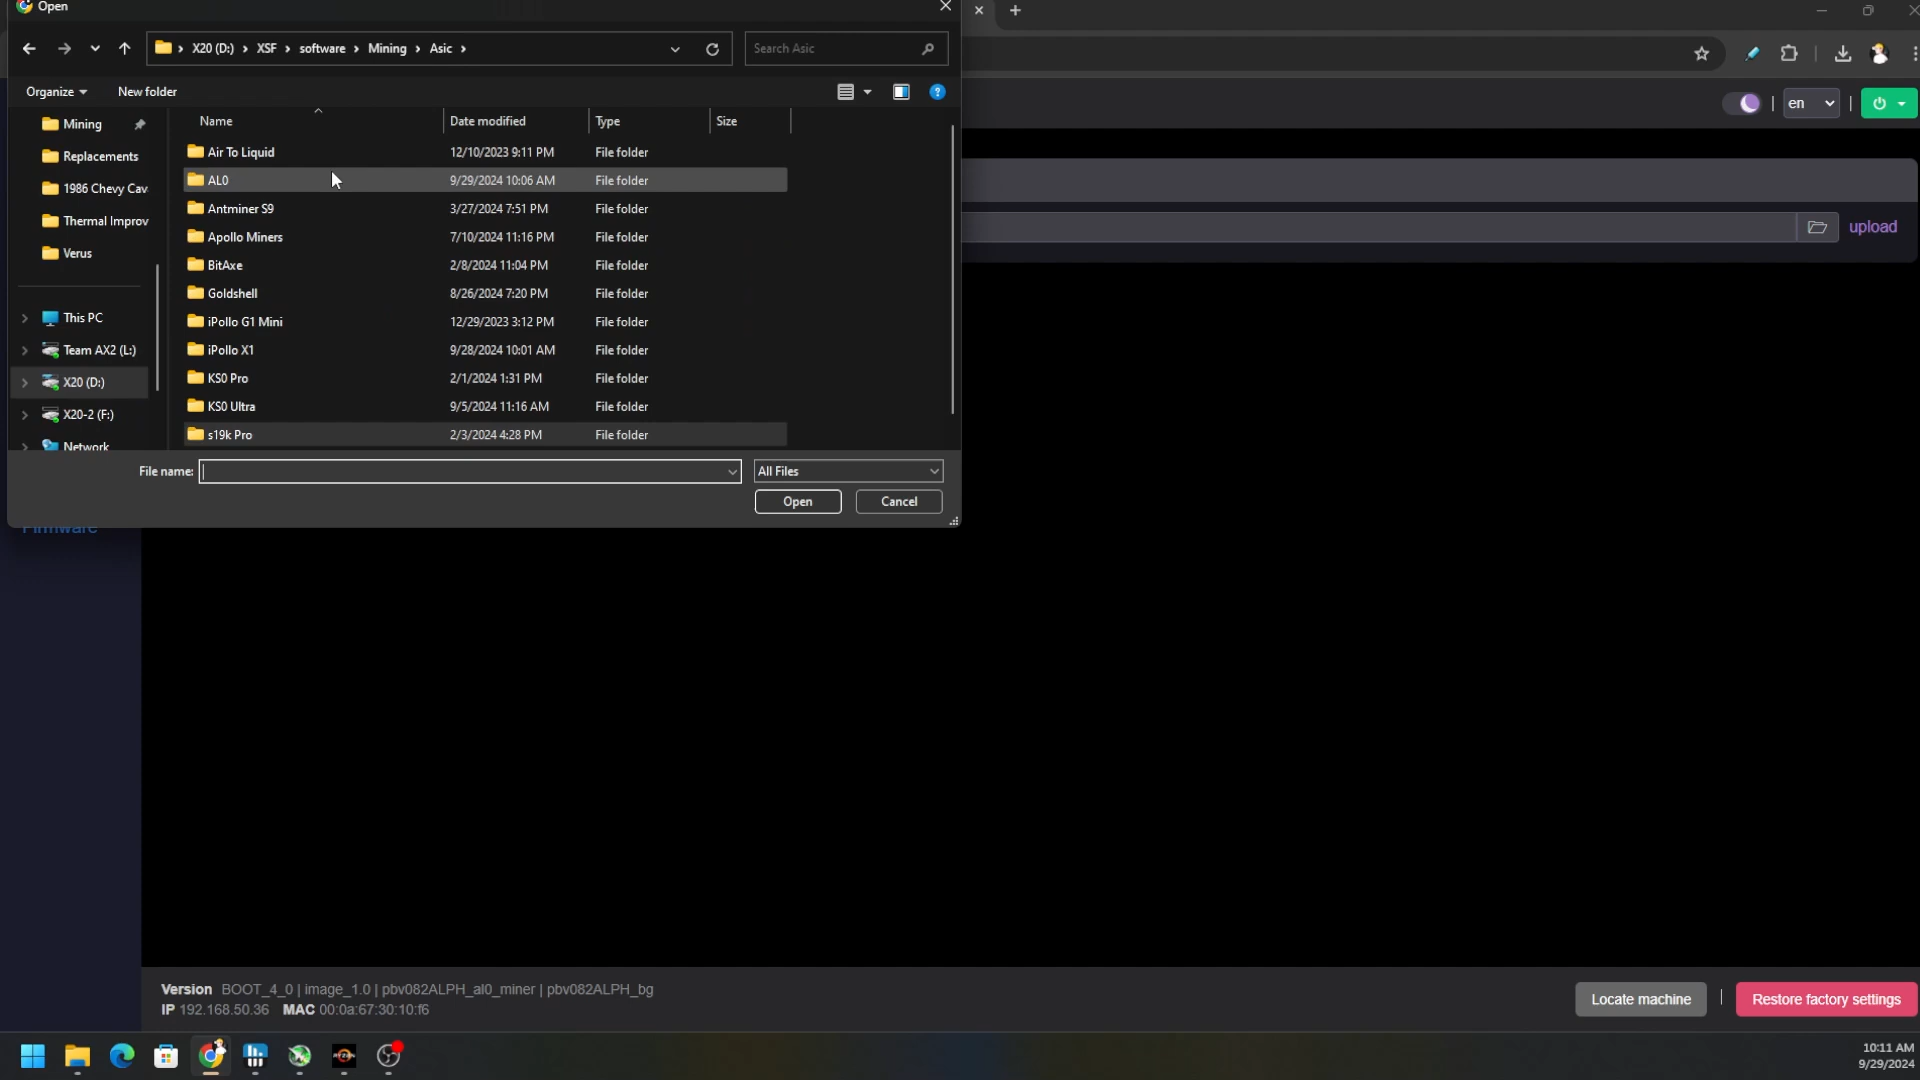 Open
X20 (D:) › XSF › software › Mining › Asic ›
Search Asic
Organize
New folder
Mining
Replacements
1986 Chevy Cav
Thermal Improv
Verus
This PC
Team AX2 (L:)
X20 (D:)
X20-2 (F:)
Network
Name Date modified Type Size
Air To Liquid 12/10/2023 9:11 PM File folder
AL0 9/29/2024 10:06 AM File folder
Antminer S9 3/27/2024 7:51 PM File folder
Apollo Miners 7/10/2024 11:16 PM File folder
BitAxe 2/8/2024 11:04 PM File folder
Goldshell 8/26/2024 7:20 PM File folder
iPollo G1 Mini 12/29/2023 3:12 PM File folder
iPollo X1 9/28/2024 10:01 AM File folder
KS0 Pro 2/1/2024 1:31 PM File folder
KS0 Ultra 9/5/2024 11:16 AM File folder
s19k Pro 2/3/2024 4:28 PM File folder
File name:
All Files
Open
Cancel
en
upload
Firmware
Version BOOT_4_0 | image_1.0 | pbv082ALPH_al0_miner | pbv082ALPH_bg
IP 192.168.50.36 MAC 00:0a:67:30:10:f6
Locate machine
Restore factory settings
RYZEN
10:11 AM
9/29/2024